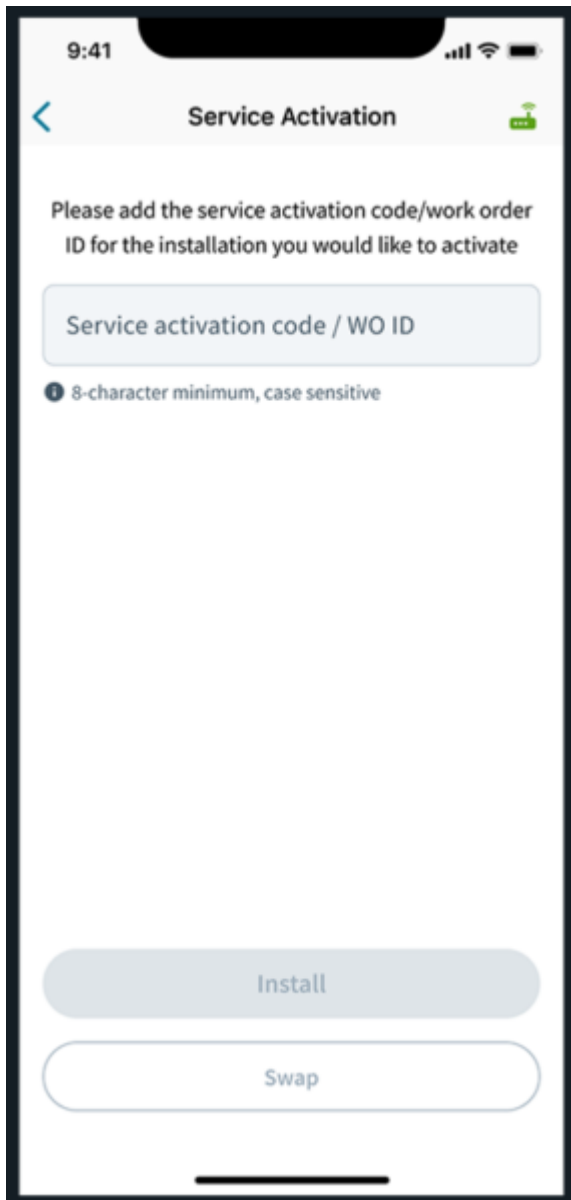 9:41
Service Activation
Please add the service activation code/work order
ID for the installation you would like to activate
Service activation code / WO ID
8-character minimum, case sensitive
Install
Swap